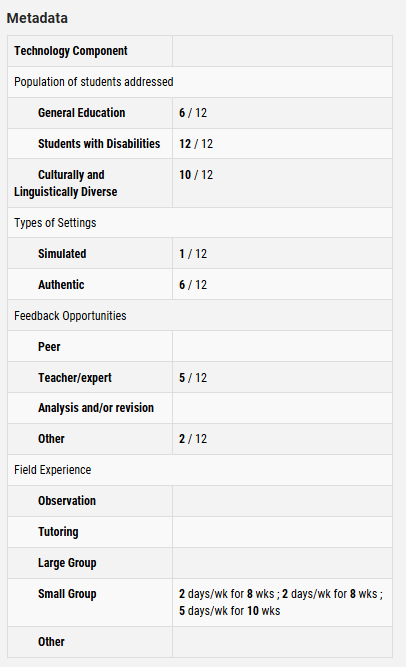 Metadata
Technology Component
Population of students addressed
General Education 6 / 12
Students with Disabilities 12 / 12
Culturally and 10 / 12
Linguistically Diverse
Types of Settings
Simulated 1 / 12
Authentic 6 / 12
Feedback Opportunities
Peer
Teacher/expert 5 / 12
Analysis and/or revision
Other 2 / 12
Field Experience
Observation
Tutoring
Large Group
Small Group 2 days/wk for 8 wks ; 2 days/wk for 8 wks ;
5 days/wk for 10 wks
Other